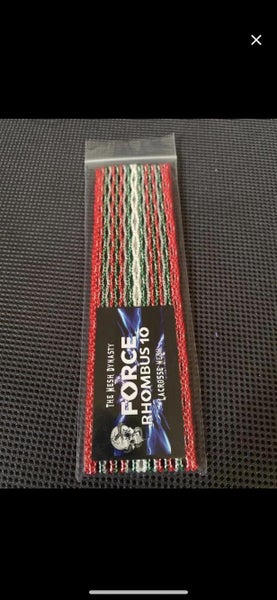 THE MESH DYNASTY
FORCE
RHOMBUS 10
LACROSSE MESH